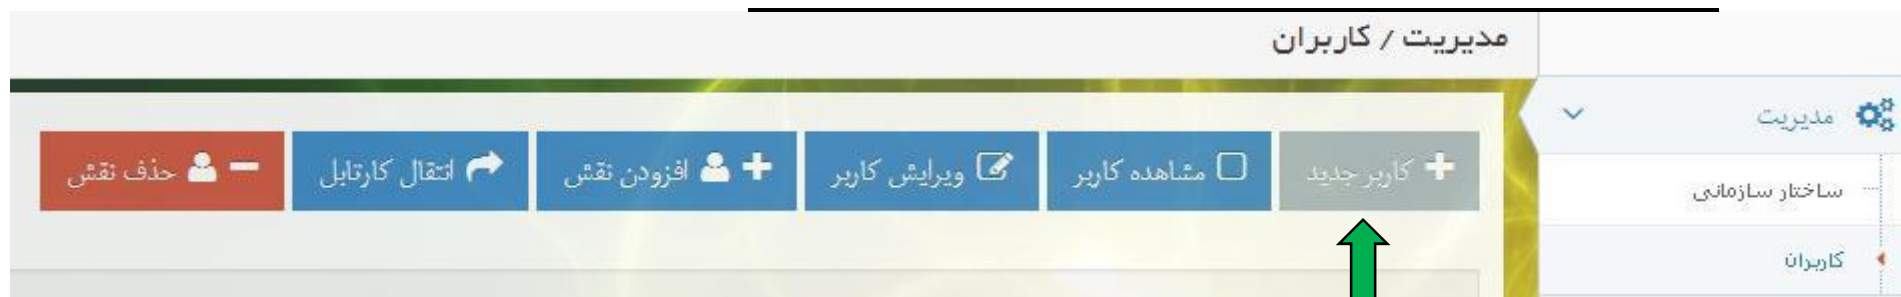 مدیریت / کاربران
مدیریت
کاربر جدید
مشاهده کاربر
ویرایش کاربر
افزودن نقش
انتقال کارتابل
حذف نقش
ساختار سازمانی
کاربران